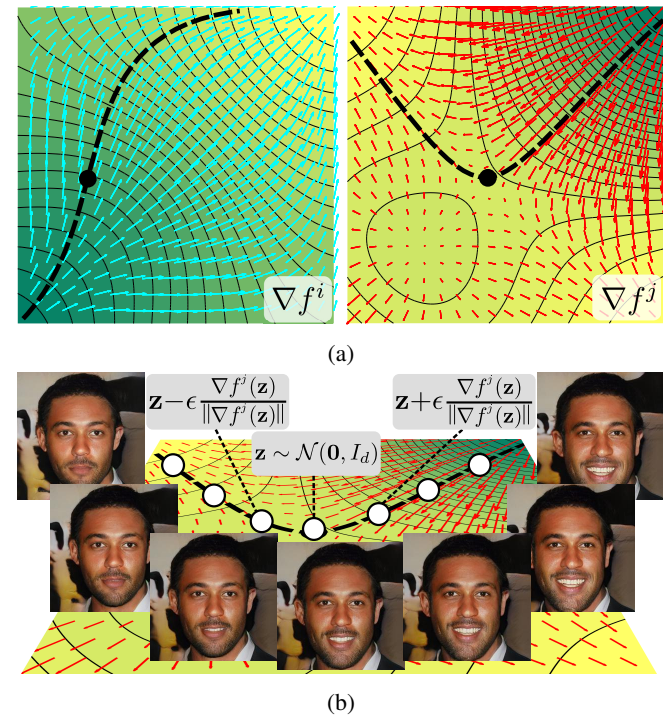 ∇f^i
∇f^j
(a)
z−ϵ ∇f^j(z) / ‖∇f^j(z)‖
z+ϵ ∇f^j(z) / ‖∇f^j(z)‖
z ∼ 𝒩(0, I_d)
(b)